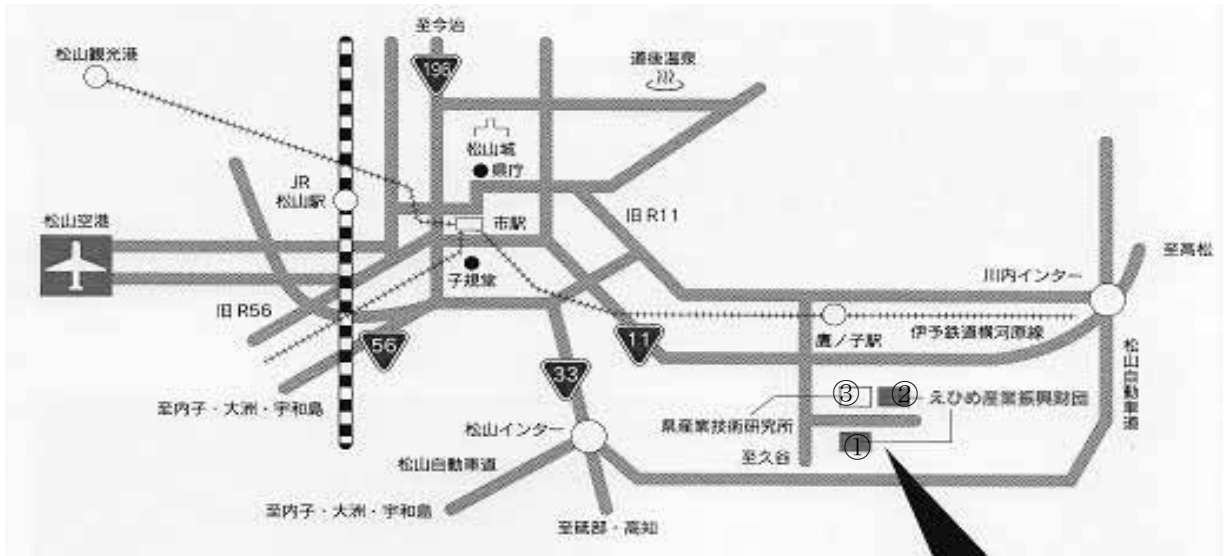 至今治
松山観光港
196
道後温泉
松山城
県庁
JR
松山駅
市駅
旧R11
松山空港
子規堂
至高松
川内インター
旧R56
56
11
鷹ノ子駅
伊予鉄道横河原線
33
松山自動車道
③
②
えひめ産業振興財団
至内子・大洲・宇和島
県産業技術研究所
①
松山インター
至久谷
松山自動車道
至内子・大洲・宇和島
至砥部・高知